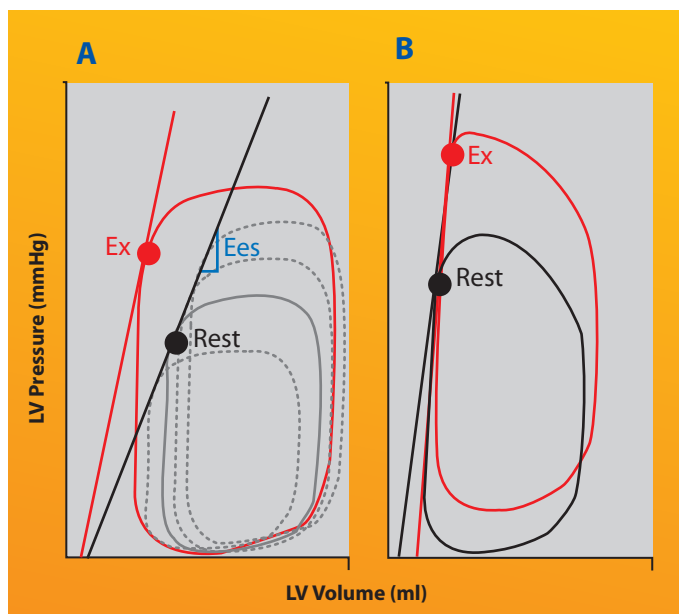 A
B
Ex
Ex
Ees
Rest
Rest
LV Pressure (mmHg)
LV Volume (ml)